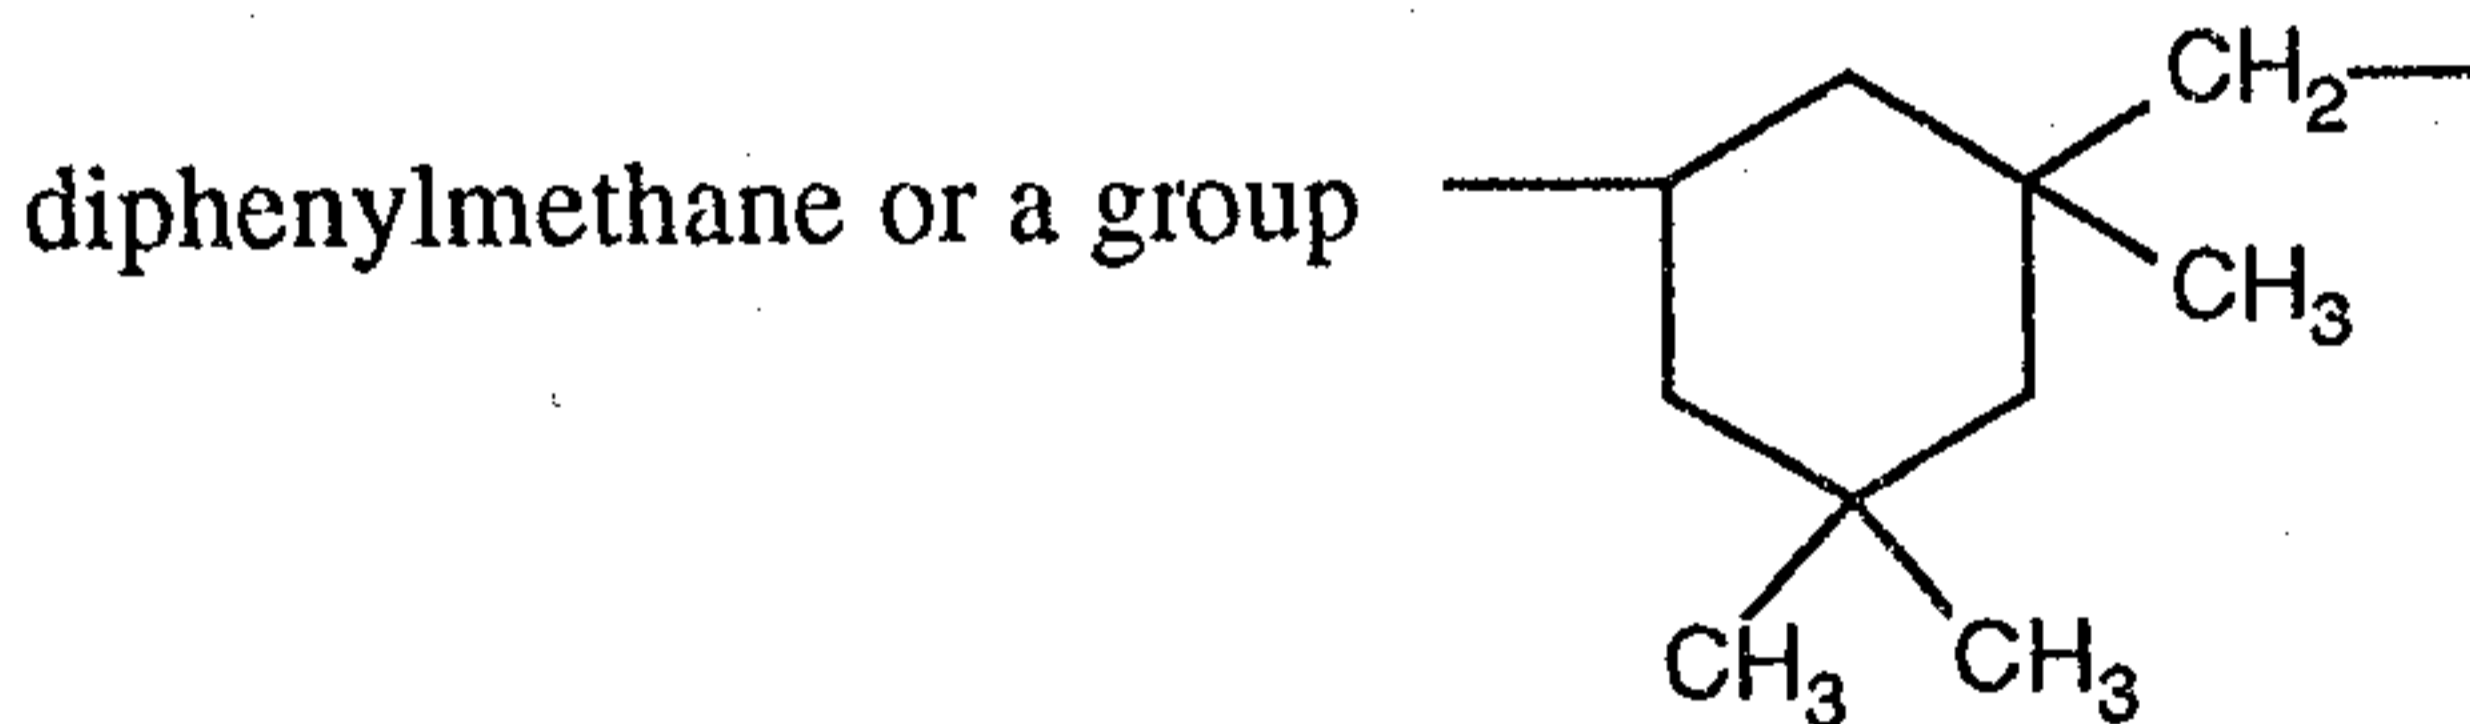 CH2
diphenylmethane or a group
CH3
CH3 CH3